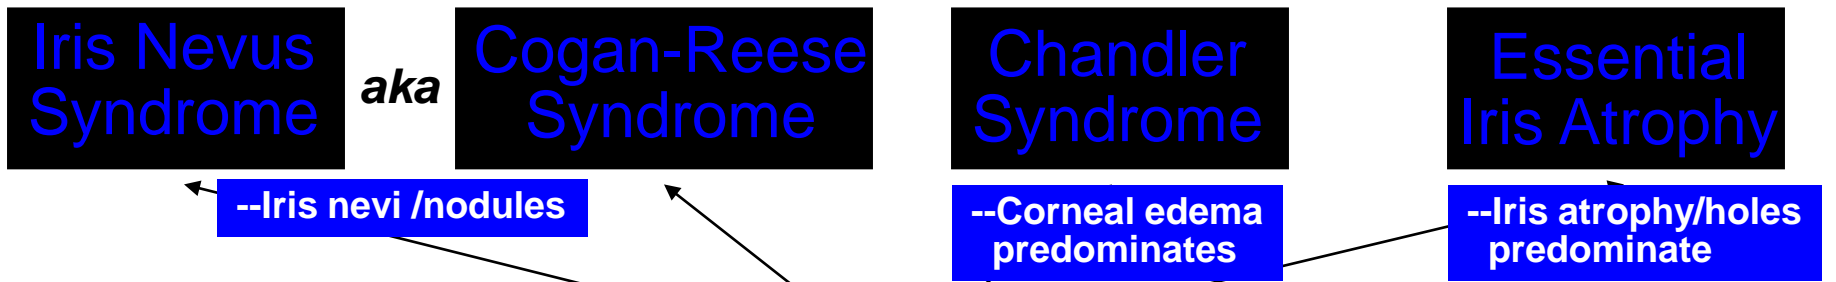 Iris Nevus
Syndrome
aka
Cogan-Reese
Syndrome
Chandler
Syndrome
Essential
Iris Atrophy
--Iris nevi /nodules
--Corneal edema
predominates
--Iris atrophy/holes
predominate